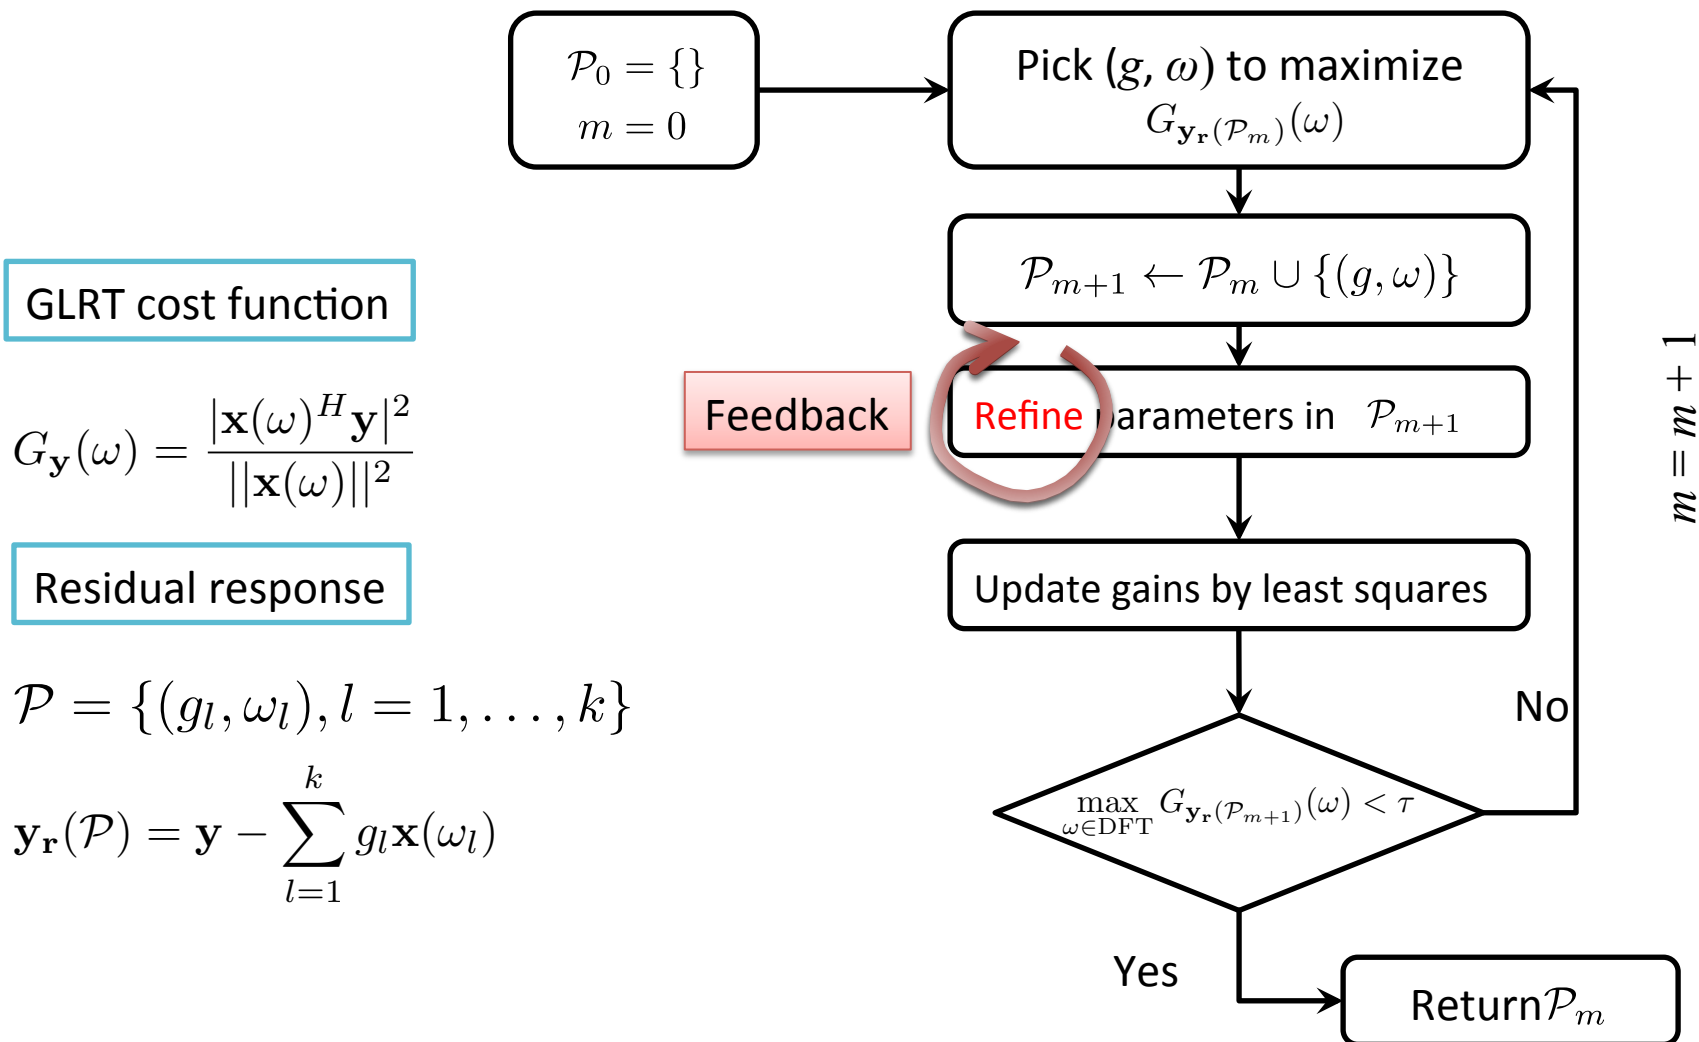 𝒫₀ = {}
m = 0
Pick (g, ω) to maximize
G_{𝐲_𝐫(𝒫_m)}(ω)
𝒫_{m+1} ← 𝒫_m ∪ {(g, ω)}
Feedback
Refine parameters in 𝒫_{m+1}
Update gains by least squares
max_{ω∈DFT} G_{𝐲_𝐫(𝒫_{m+1})}(ω) < τ
No
m = m + 1
Yes
Return 𝒫_m
GLRT cost function
G_𝐲(ω) = |𝐱(ω)^H 𝐲|² / ||𝐱(ω)||²
Residual response
𝒫 = {(g_l, ω_l), l = 1, . . . , k}
𝐲_𝐫(𝒫) = 𝐲 − ∑_{l=1}^{k} g_l 𝐱(ω_l)